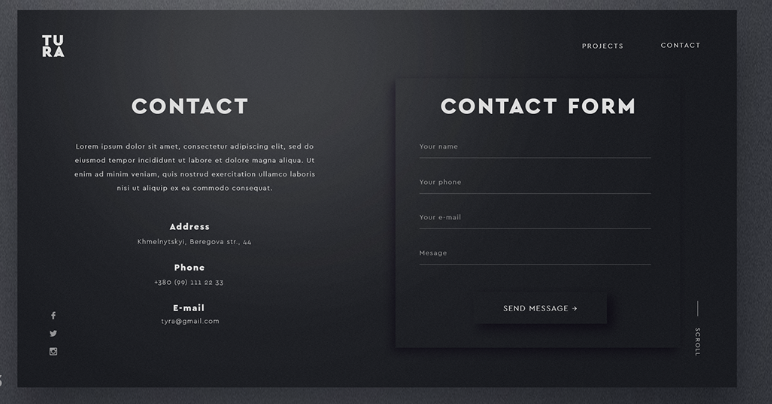 TU
RA
PROJECTS
CONTACT
CONTACT
Lorem ipsum dolor sit amet, consectetur adipiscing elit, sed do
eiusmod tempor incididunt ut labore et dolore magna aliqua. Ut
enim ad minim veniam, quis nostrud exercitation ullamco laboris
nisi ut aliquip ex ea commodo consequat.
Address
Khmelnytskyi, Beregova str., 44
Phone
+380 (99) 111 22 33
E-mail
tyra@gmail.com
CONTACT FORM
Your name
Your phone
Your e-mail
Mesage
SEND MESSAGE →
SCROLL